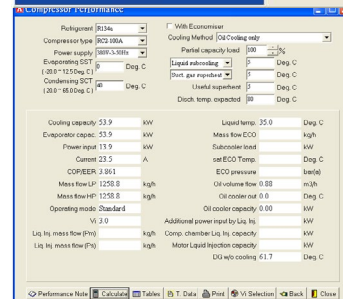 Compressor Performance
Refrigerant R134a
With Economiser
Compressor type RC2-100A
Cooling Method Oil Cooling only
Power supply 380V-3-50Hz
Partial capacity load 100 %
Evaporating SST 0 Deg. C
( -20.0 ~ 12.5 Deg. C )
Liquid subcooling 5 Deg. C
Condensing SCT 40 Deg. C
( 20.0 ~ 65.0 Deg. C )
Suct. gas superheat 5 Deg. C
Useful superheat 5 Deg. C
Disch. temp. expected 80 Deg. C
Cooling capacity 53.9 kW
Liquid temp. 35.0 Deg. C
Evaporator capac. 53.9 kW
Mass flow ECO kg/h
Power input 13.9 kW
Subcooler load kW
Current 23.5 A
sat ECO Temp. Deg. C
COP/EER 3.861
ECO pressure bar(a)
Mass flow LP 1258.8 kg/h
Oil volume flow 0.88 m3/h
Mass flow HP 1258.8 kg/h
Oil cooler out 0.0 Deg. C
Operating mode Standard
Oil cooler capacity 0.00 kW
Vi 3.0
Additional power input by Liq. Inj. kW
Liq. Inj. mass flow (Pm) kg/h
Comp. chamber Liq. Inj. capacity kW
Liq. Inj. mass flow (Ps) kg/h
Motor Liquid Injection capacity kW
DG w/o cooling 61.7 Deg. C
Performance Note Calculate Tables T. Data Print Vi Selection Back Close